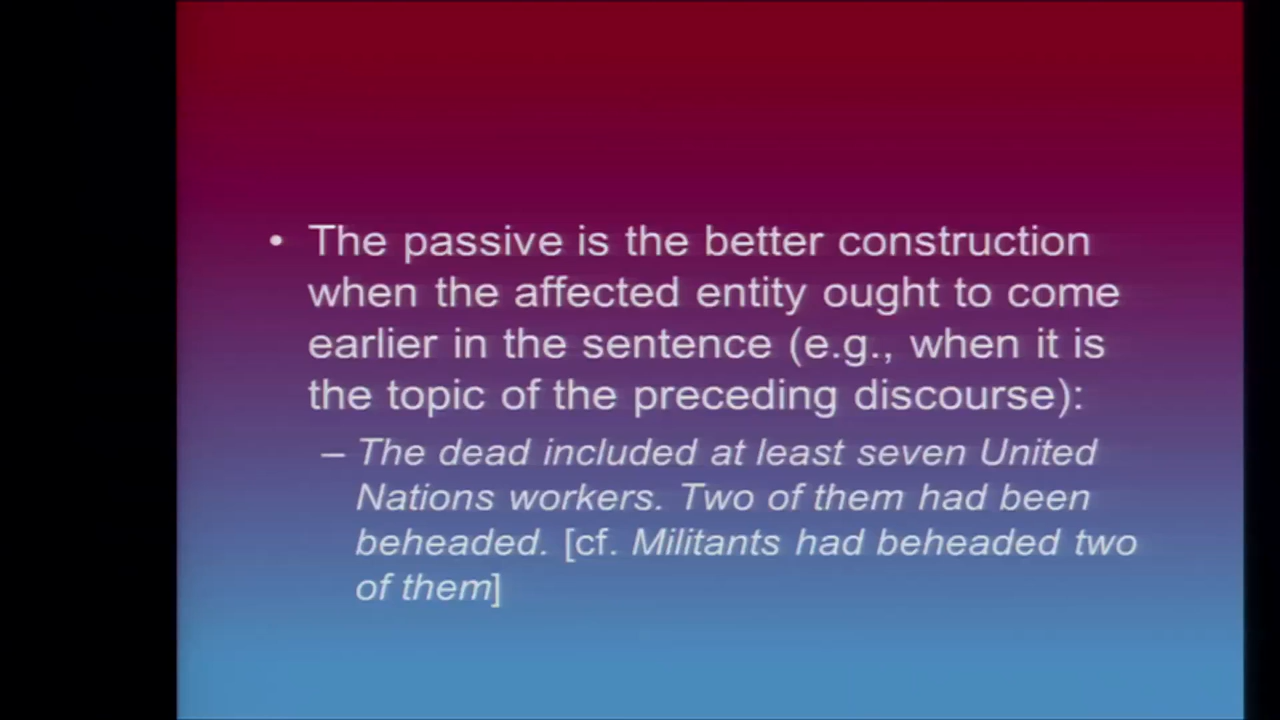 • The passive is the better construction
when the affected entity ought to come
earlier in the sentence (e.g., when it is
the topic of the preceding discourse):
– The dead included at least seven United
Nations workers. Two of them had been
beheaded. [cf. Militants had beheaded two
of them]